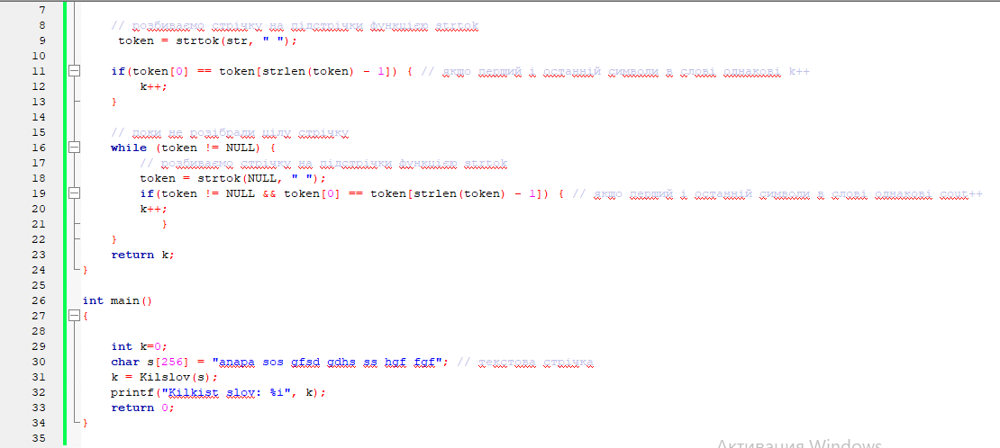 7
8 // розбиваємо стрічку на підстрічки функцією strtok
9 token = strtok(str, " ");
10
11 if(token[0] == token[strlen(token) - 1]) { // якщо перший і останній символи в слові однакові k++
12 k++;
13 }
14
15 // поки не розібрали цілу стрічку
16 while (token != NULL) {
17 // розбиваємо стрічку на підстрічки функцією strtok
18 token = strtok(NULL, " ");
19 if(token != NULL && token[0] == token[strlen(token) - 1]) { // якщо перший і останній символи в слові однакові cout++
20 k++;
21 }
22 }
23 return k;
24 }
25
26 int main()
27 {
28
29 int k=0;
30 char s[256] = "anapa sos gfsd gdhs ss hgf fgf"; // текстова стрічка
31 k = Kilslov(s);
32 printf("Kilkist slov: %i", k);
33 return 0;
34 }
35
Активация Windows